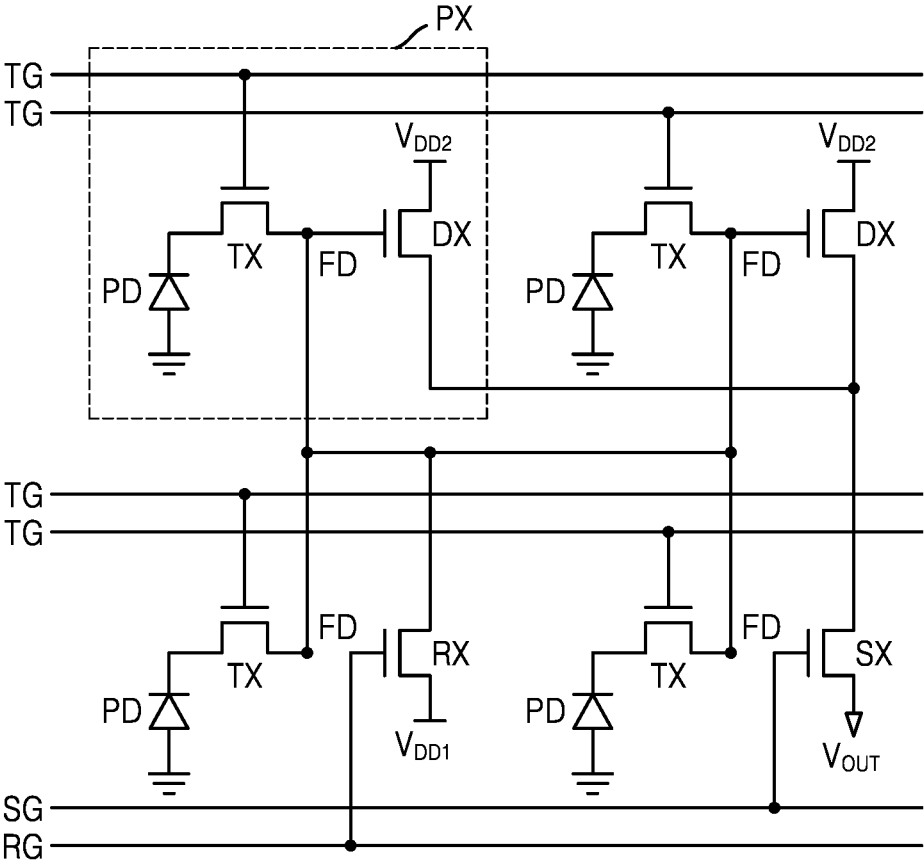 PX
TG
TG
V_DD2 V_DD2
TX FD DX TX FD DX
PD PD
TG
TG
FD FD
TX RX TX SX
PD PD
V_DD1 V_OUT
SG
RG